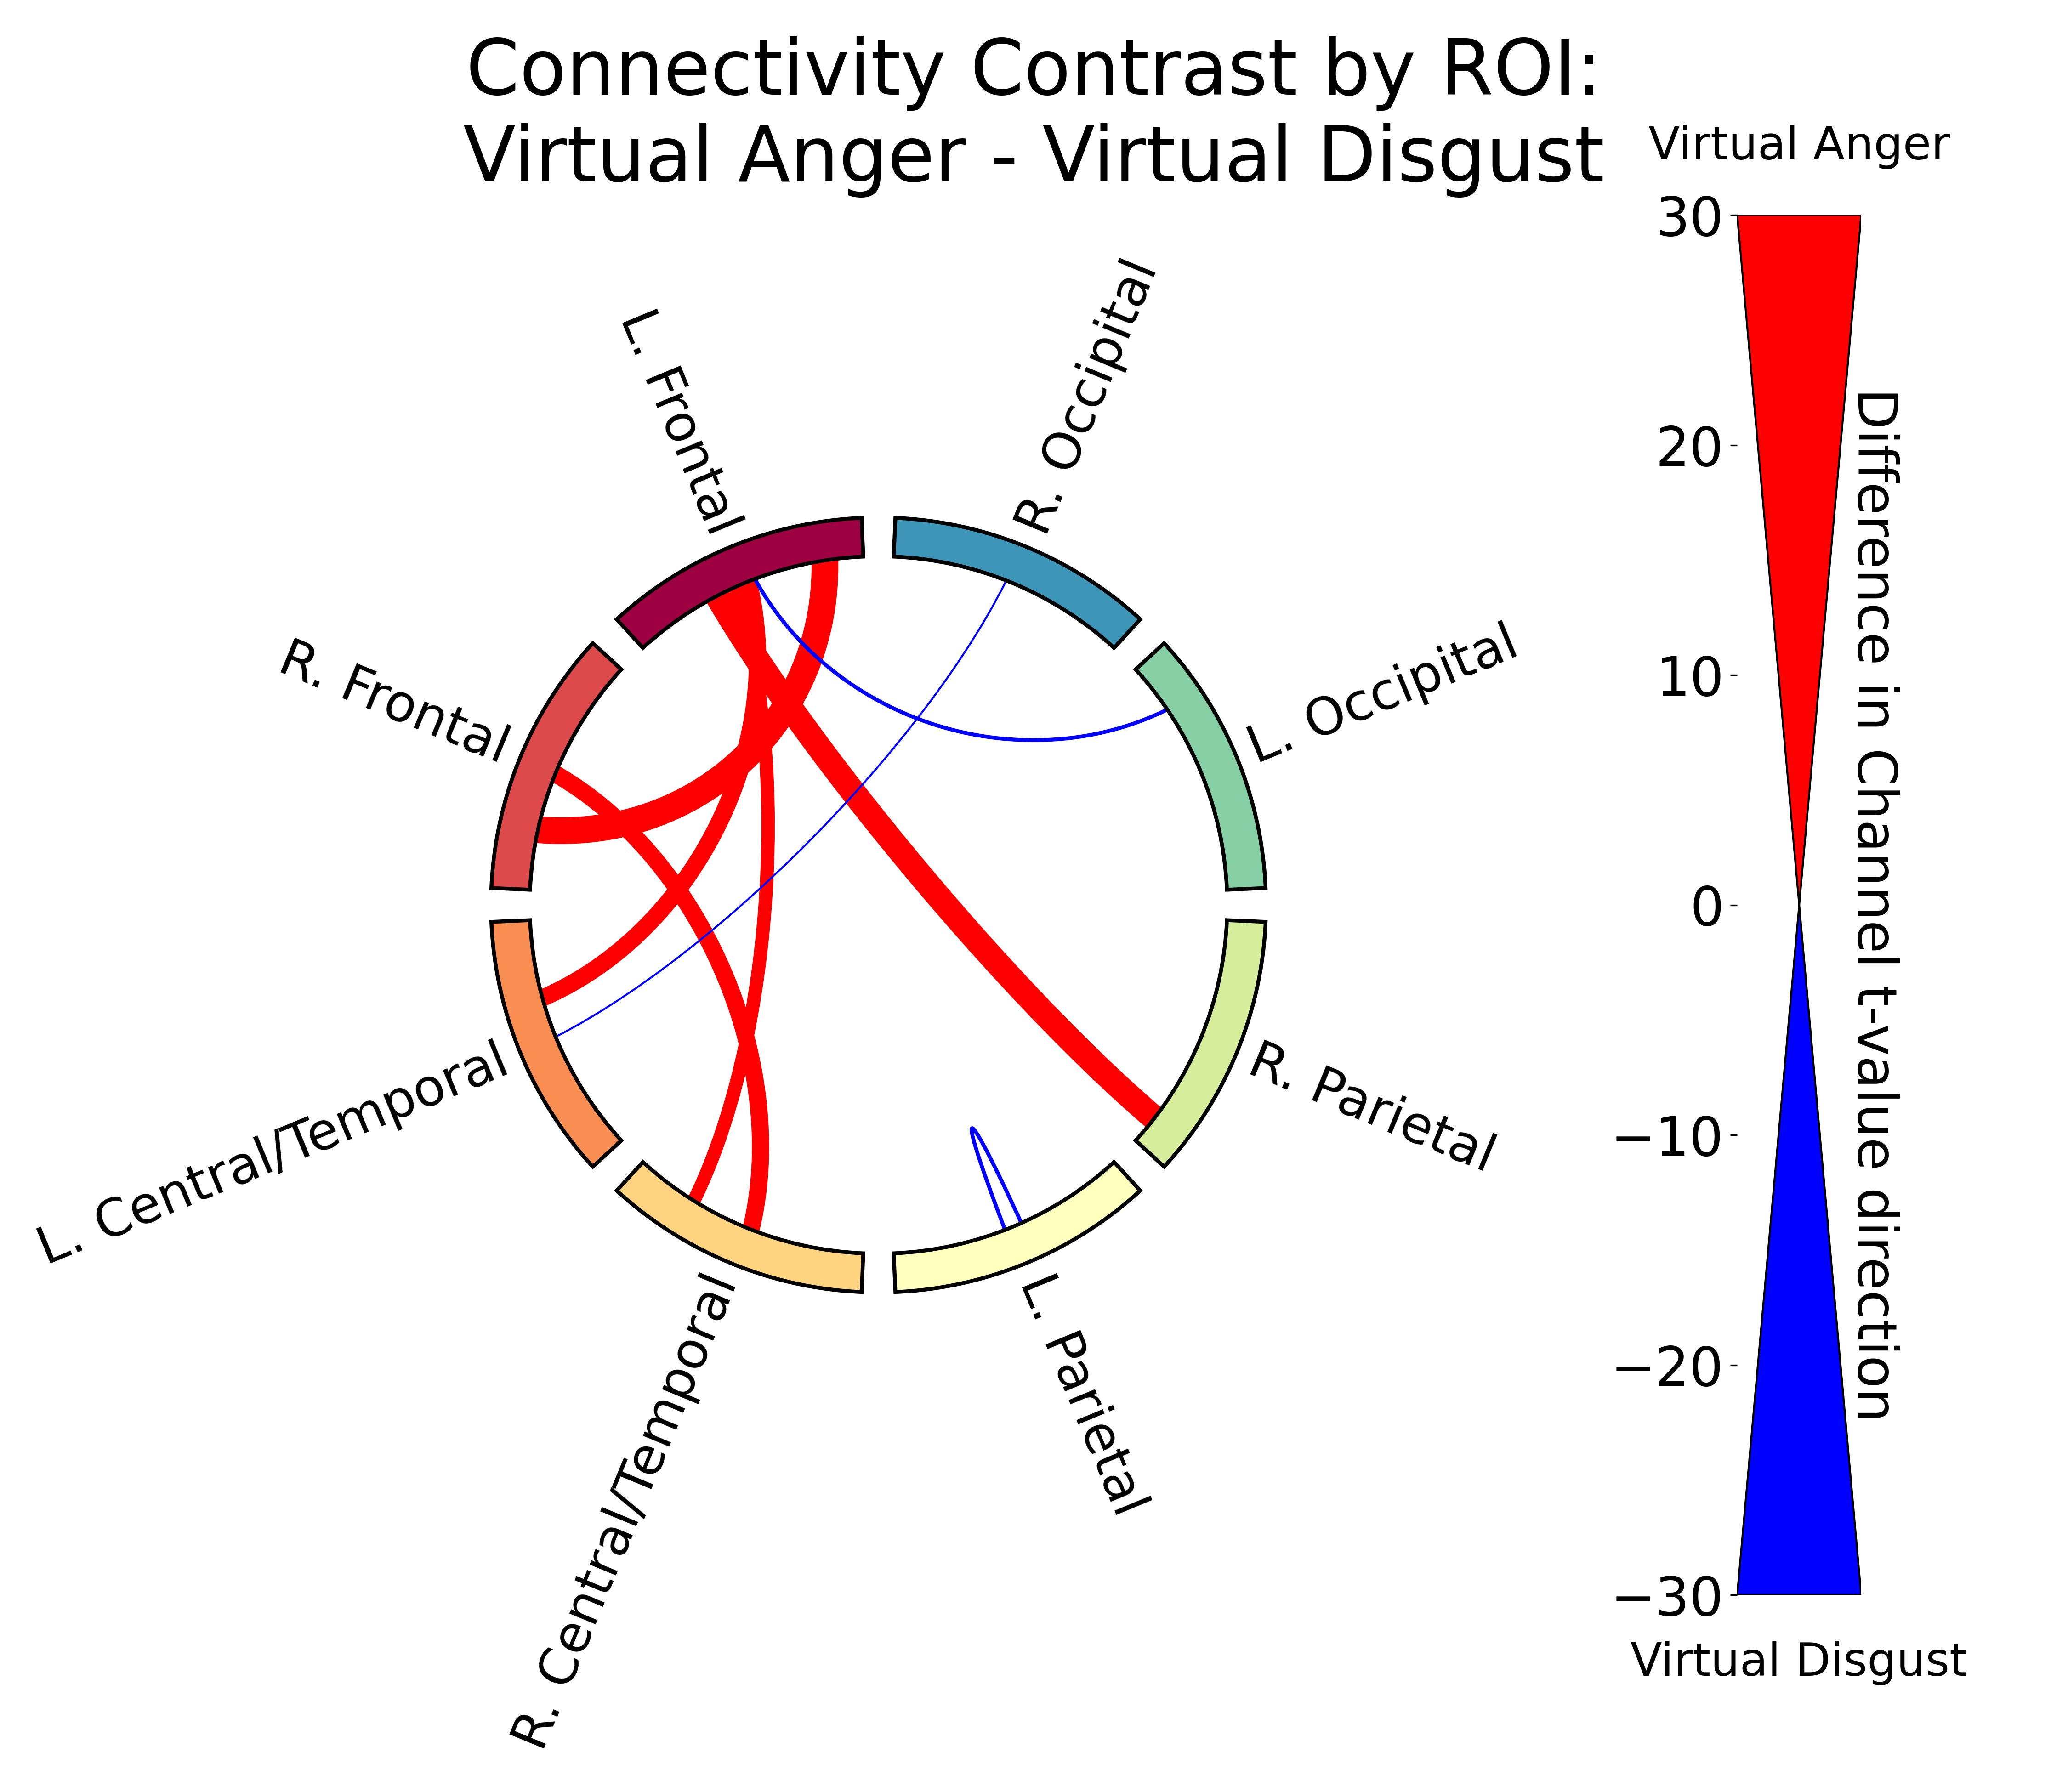 Connectivity Contrast by ROI:
Virtual Anger - Virtual Disgust
Virtual Anger
30
20
10
0
−10
−20
−30
Virtual Disgust
Difference in Channel t-value direction
L. Frontal
R. Occipital
R. Frontal
L. Occipital
L. Central/Temporal
R. Parietal
R. Central/Temporal
L. Parietal